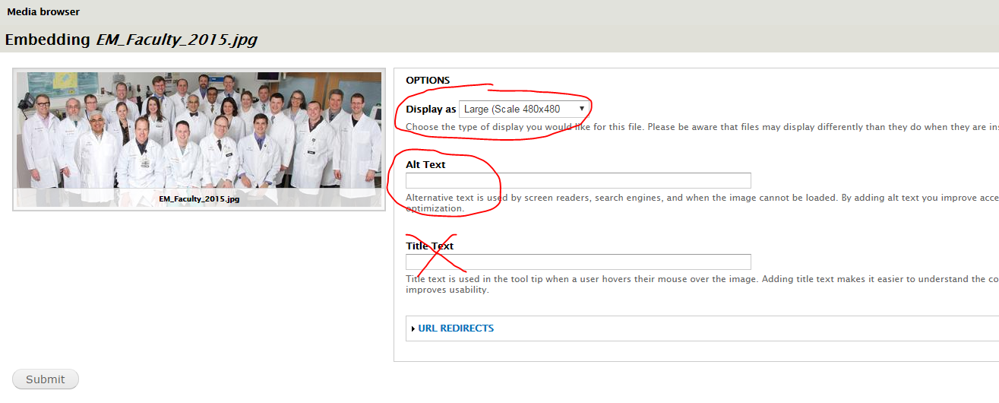 Media browser
Embedding EM_Faculty_2015.jpg
EM_Faculty_2015.jpg
OPTIONS
Display as Large (Scale 480x480
Choose the type of display you would like for this file. Please be aware that files may display differently than they do when they are ins
Alt Text
Alternative text is used by screen readers, search engines, and when the image cannot be loaded. By adding alt text you improve acce
optimization.
Title Text
Title text is used in the tool tip when a user hovers their mouse over the image. Adding title text makes it easier to understand the co
improves usability.
URL REDIRECTS
Submit